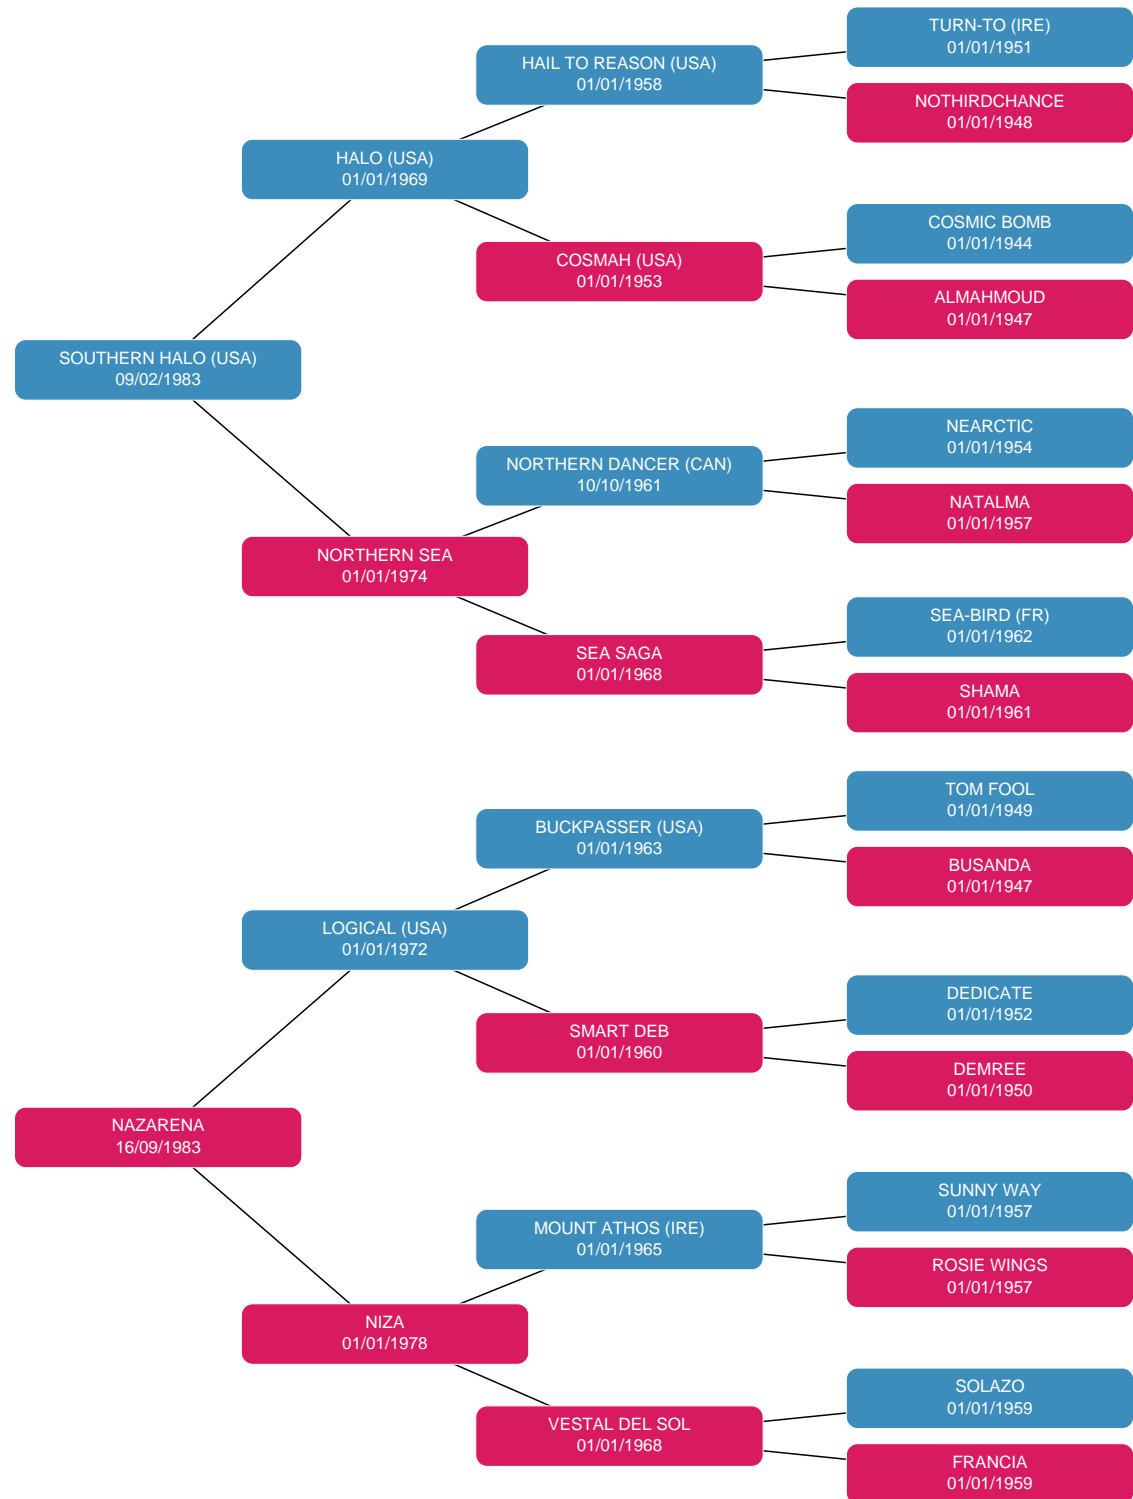 TURN-TO (IRE)
01/01/1951
HAIL TO REASON (USA)
01/01/1958
NOTHIRDCHANCE
01/01/1948
HALO (USA)
01/01/1969
COSMIC BOMB
01/01/1944
COSMAH (USA)
01/01/1953
ALMAHMOUD
01/01/1947
SOUTHERN HALO (USA)
09/02/1983
NEARCTIC
01/01/1954
NORTHERN DANCER (CAN)
10/10/1961
NATALMA
01/01/1957
NORTHERN SEA
01/01/1974
SEA-BIRD (FR)
01/01/1962
SEA SAGA
01/01/1968
SHAMA
01/01/1961
TOM FOOL
01/01/1949
BUCKPASSER (USA)
01/01/1963
BUSANDA
01/01/1947
LOGICAL (USA)
01/01/1972
DEDICATE
01/01/1952
SMART DEB
01/01/1960
DEMREE
01/01/1950
NAZARENA
16/09/1983
SUNNY WAY
01/01/1957
MOUNT ATHOS (IRE)
01/01/1965
ROSIE WINGS
01/01/1957
NIZA
01/01/1978
SOLAZO
01/01/1959
VESTAL DEL SOL
01/01/1968
FRANCIA
01/01/1959